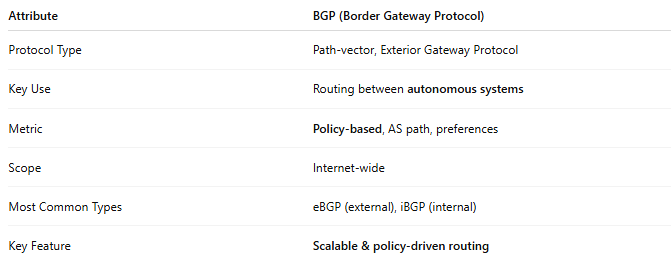 Attribute BGP (Border Gateway Protocol)
Protocol Type Path-vector, Exterior Gateway Protocol
Key Use Routing between autonomous systems
Metric Policy-based, AS path, preferences
Scope Internet-wide
Most Common Types eBGP (external), iBGP (internal)
Key Feature Scalable & policy-driven routing